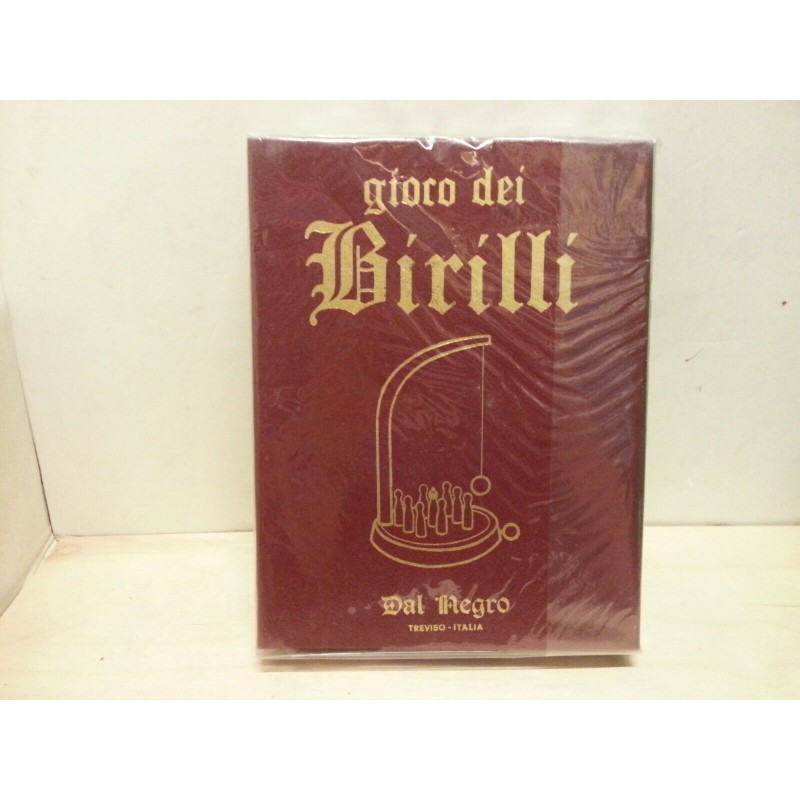 gioco dei
Birilli
Dal Negro
TREVISO - ITALIA